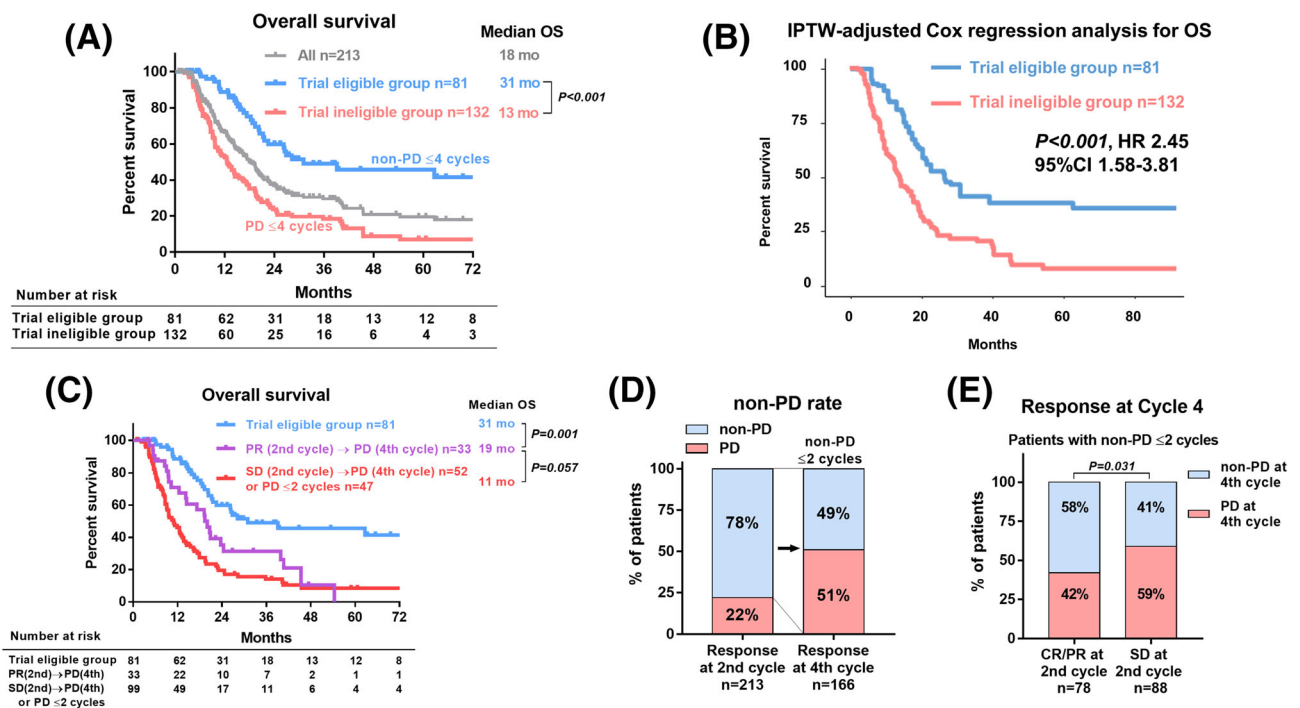 (A)
Overall survival
Median OS
All n=213 18 mo
Trial eligible group n=81 31 mo
P<0.001
Trial ineligible group n=132 13 mo
non-PD ≤4 cycles
PD ≤4 cycles
Percent survival
100
80
60
40
20
0
0 12 24 36 48 60 72
Months
Number at risk
Trial eligible group 81 62 31 18 13 12 8
Trial ineligible group 132 60 25 16 6 4 3
(B)
IPTW-adjusted Cox regression analysis for OS
Trial eligible group n=81
Trial ineligible group n=132
P<0.001, HR 2.45
95%CI 1.58-3.81
Percent survival
100
75
50
25
0
0 20 40 60 80
Months
(C)
Overall survival
Median OS
Trial eligible group n=81 31 mo
P=0.001
PR (2nd cycle) → PD (4th cycle) n=33 19 mo
P=0.057
SD (2nd cycle) →PD (4th cycle) n=52
or PD ≤2 cycles n=47 11 mo
Percent survival
100
80
60
40
20
0
0 12 24 36 48 60 72
Months
Number at risk
Trial eligible group 81 62 31 18 13 12 8
PR(2nd)→PD(4th) 33 22 10 7 2 1 1
SD(2nd)→PD(4th) 99 49 17 11 6 4 4
or PD ≤2 cycles
(D)
non-PD rate
non-PD
PD
non-PD
≤2 cycles
% of patients
100
75
50
25
0
78% 49%
22% 51%
Response
at 2nd cycle
n=213
Response
at 4th cycle
n=166
(E)
Response at Cycle 4
Patients with non-PD ≤2 cycles
P=0.031
non-PD at
4th cycle
PD at
4th cycle
% of patients
100
75
50
25
0
58% 41%
42% 59%
CR/PR at
2nd cycle
n=78
SD at
2nd cycle
n=88